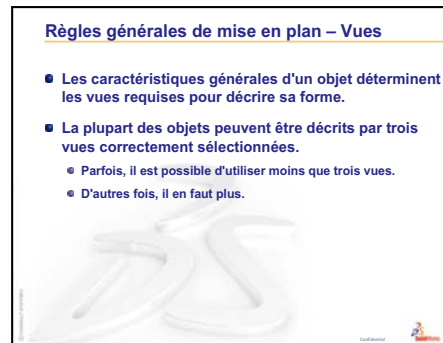 Règles générales de mise en plan – Vues
Les caractéristiques générales d'un objet déterminent
les vues requises pour décrire sa forme.
La plupart des objets peuvent être décrits par trois
vues correctement sélectionnées.
Parfois, il est possible d'utiliser moins que trois vues.
D'autres fois, il en faut plus.
Confidential
SolidWorks